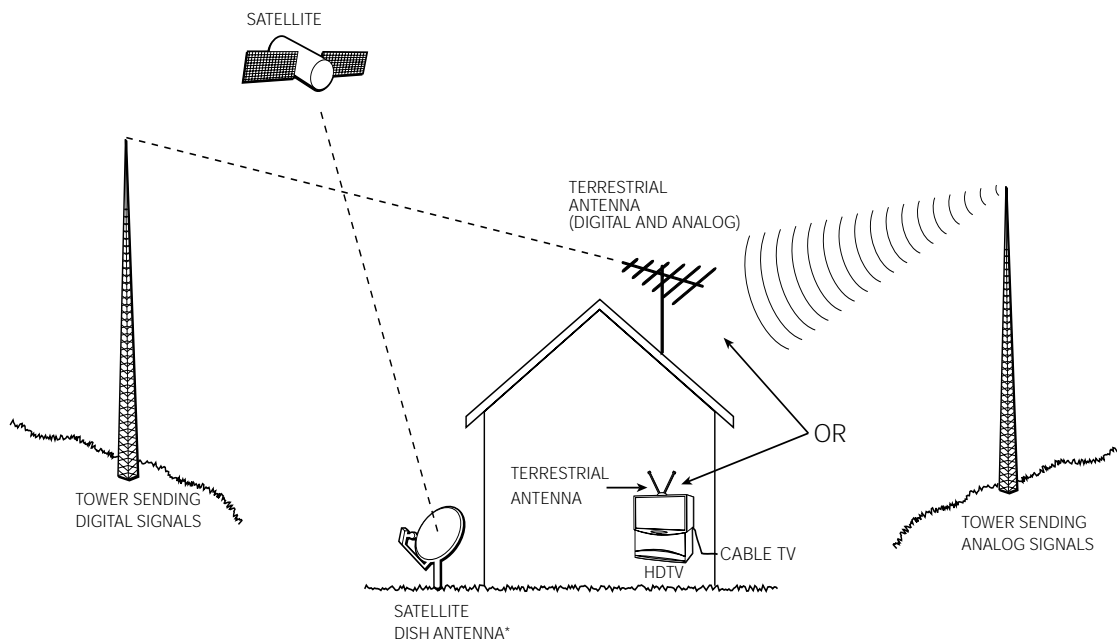 SATELLITE
TERRESTRIAL
ANTENNA
(DIGITAL AND ANALOG)
OR
TERRESTRIAL
ANTENNA
TOWER SENDING
DIGITAL SIGNALS
TOWER SENDING
ANALOG SIGNALS
CABLE TV
HDTV
SATELLITE
DISH ANTENNA*